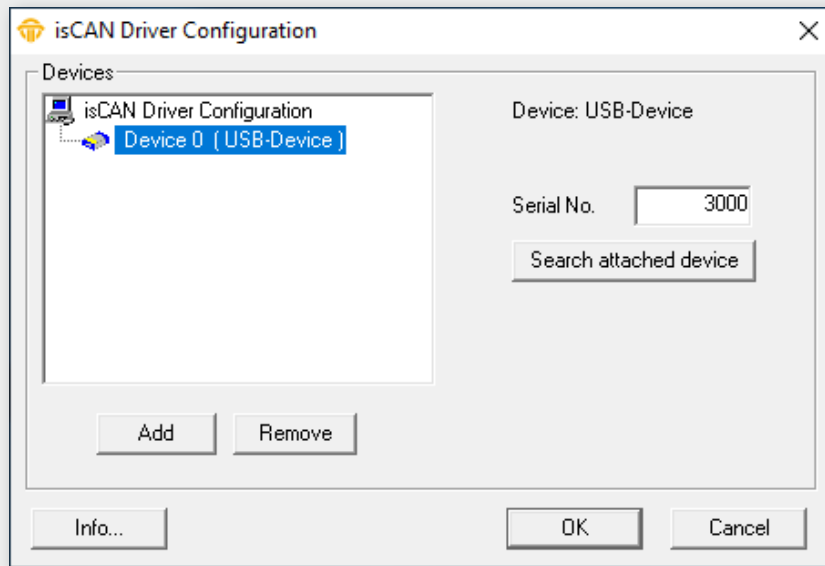 isCAN Driver Configuration
Devices
isCAN Driver Configuration
Device 0 ( USB-Device )
Device: USB-Device
Serial No. 3000
Search attached device
Add Remove
Info... OK Cancel